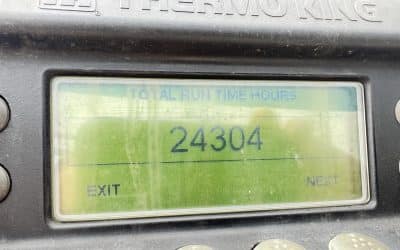 THERMO KING
TOTAL RUN TIME HOURS
24304
EXIT NEXT